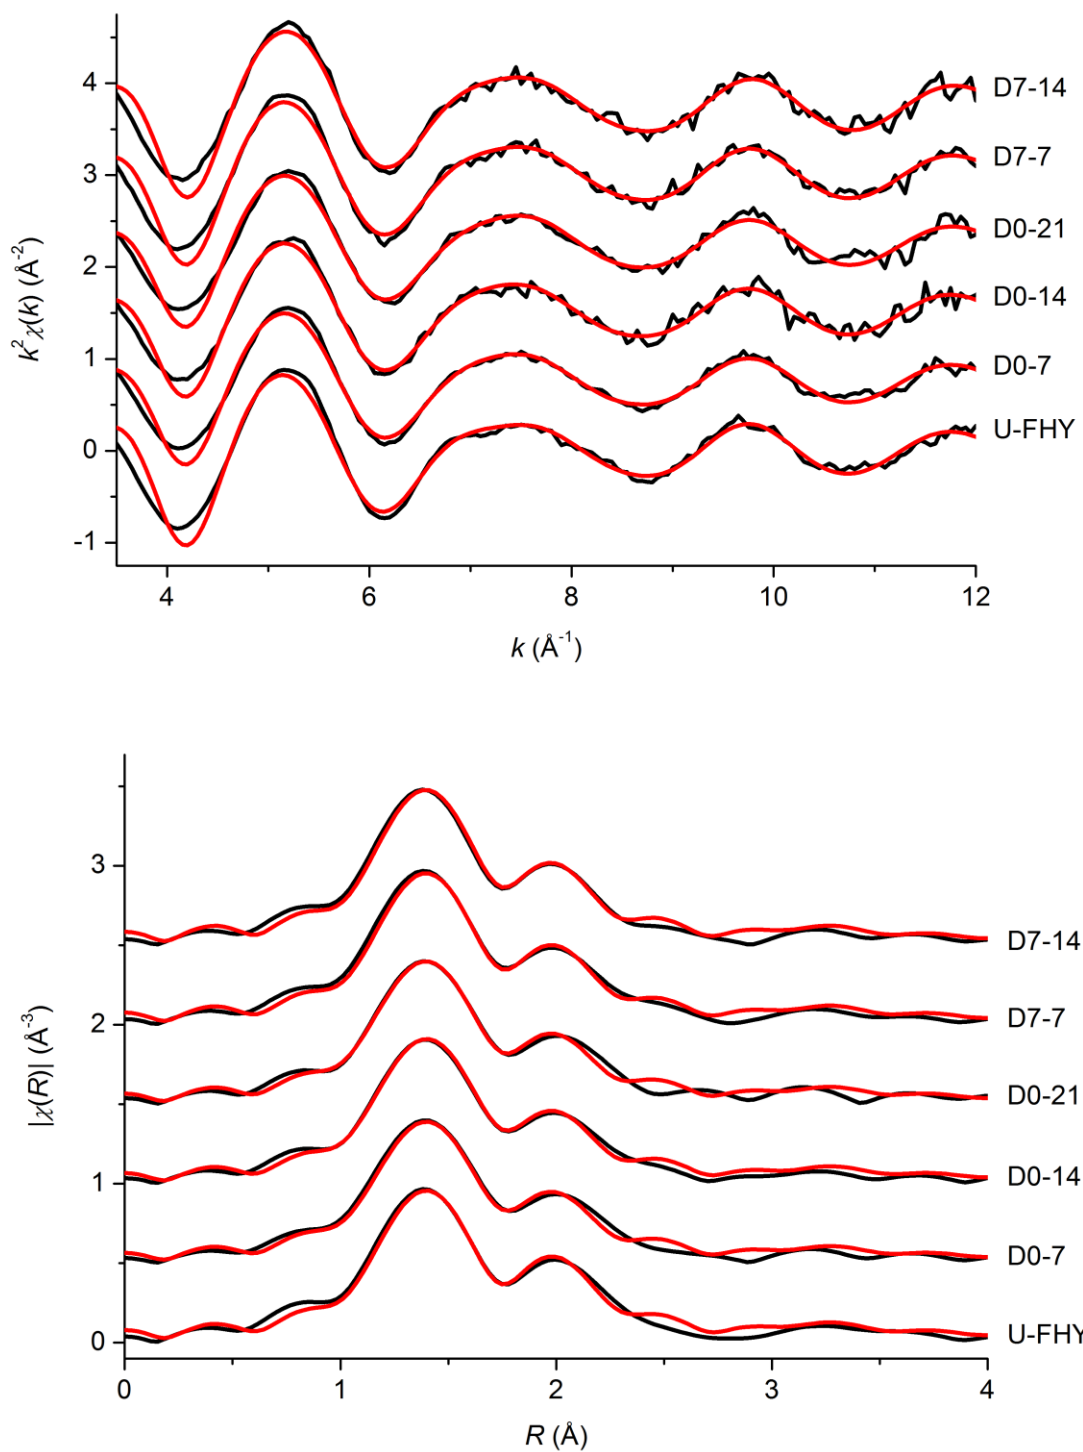 4
3
2
1
0
-1
k²χ(k) (Å⁻²)
D7-14
D7-7
D0-21
D0-14
D0-7
U-FHY
4 6 8 10 12
k (Å⁻¹)
3
2
1
0
|χ(R)| (Å⁻³)
D7-14
D7-7
D0-21
D0-14
D0-7
U-FHY
0 1 2 3 4
R (Å)